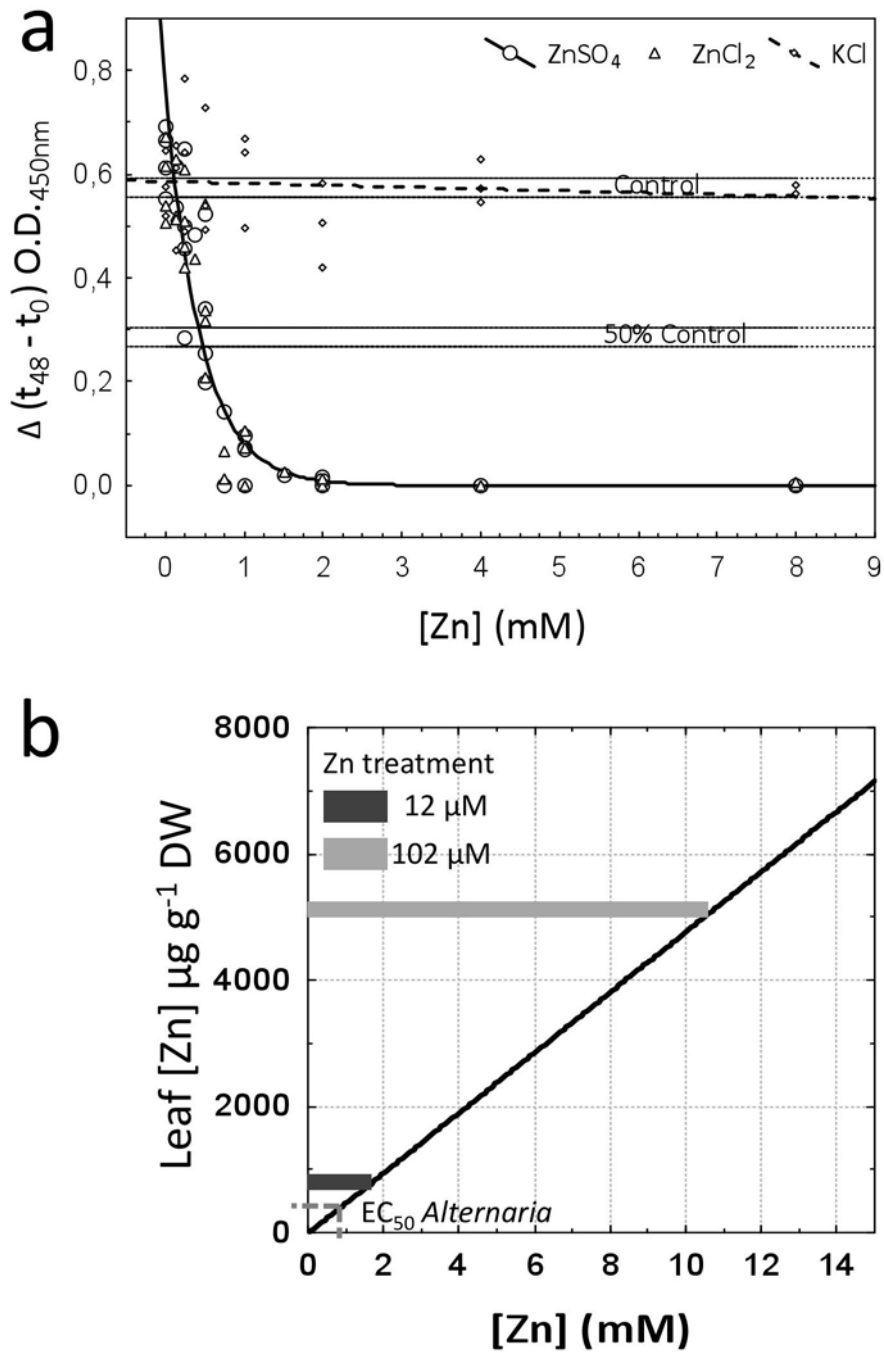 a
ZnSO4 ZnCl2 KCl
0,8
0,6
0,4
0,2
0,0
Control
50% Control
Δ (t48 - t0) O.D.450nm
0 1 2 3 4 5 6 7 8 9
[Zn] (mM)
b
8000
6000
4000
2000
0
Zn treatment
12 µM
102 µM
EC50 Alternaria
Leaf [Zn] µg g-1 DW
0 2 4 6 8 10 12 14
[Zn] (mM)